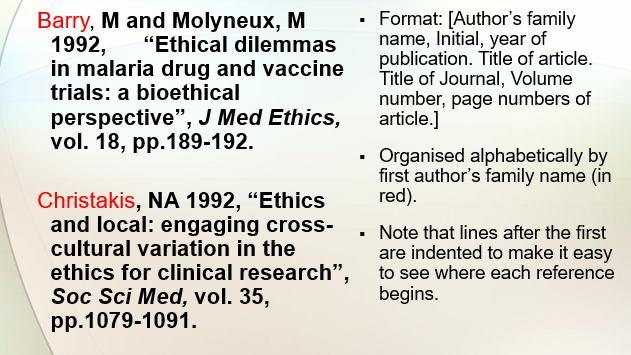 Barry, M and Molyneux, M
1992, “Ethical dilemmas
in malaria drug and vaccine
trials: a bioethical
perspective”, J Med Ethics,
vol. 18, pp.189-192.
Christakis, NA 1992, “Ethics
and local: engaging cross-
cultural variation in the
ethics for clinical research”,
Soc Sci Med, vol. 35,
pp.1079-1091.
▪ Format: [Author’s family
name, Initial, year of
publication. Title of article.
Title of Journal, Volume
number, page numbers of
article.]
▪ Organised alphabetically by
first author’s family name (in
red).
▪ Note that lines after the first
are indented to make it easy
to see where each reference
begins.